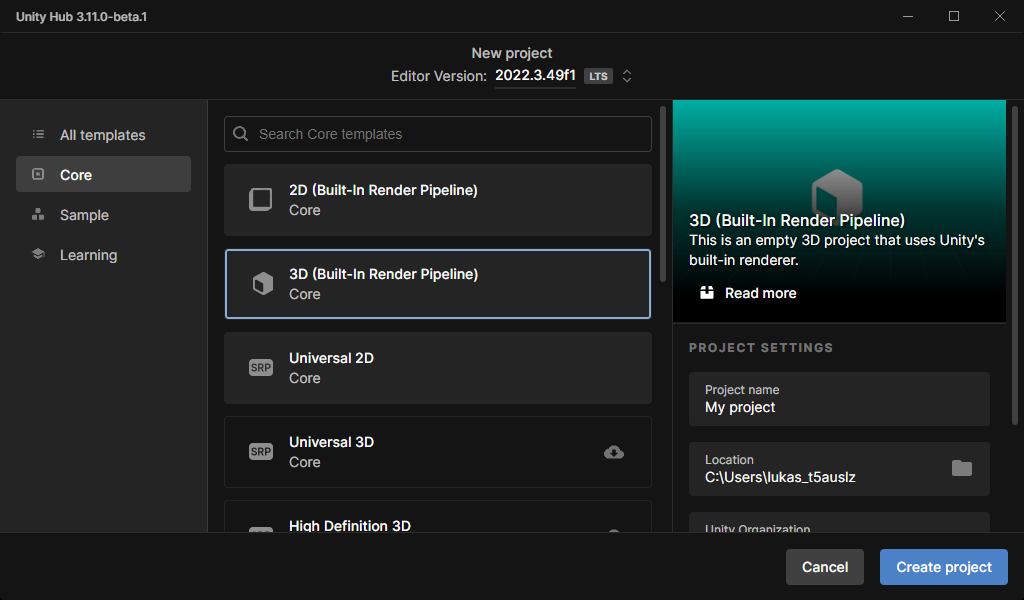 Unity Hub 3.11.0-beta.1
New project
Editor Version: 2022.3.49f1 LTS
All templates
Core
Sample
Learning
Search Core templates
2D (Built-In Render Pipeline)
Core
3D (Built-In Render Pipeline)
Core
SRP Universal 2D
Core
SRP Universal 3D
Core
High Definition 3D
3D (Built-In Render Pipeline)
This is an empty 3D project that uses Unity's
built-in renderer.
Read more
PROJECT SETTINGS
Project name
My project
Location
C:\Users\lukas_t5auslz
Unity Organization
Cancel
Create project